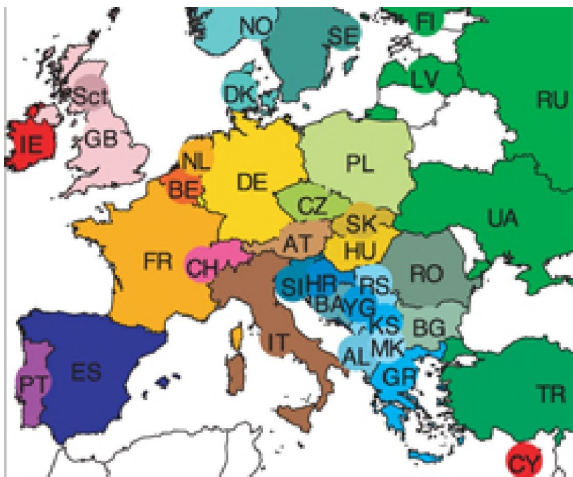 NO
SE
FI
Sct
DK
LV
RU
IE
GB
NL
BE
DE
PL
CZ
SK
UA
FR
CH
AT
HU
RO
SI
HR
RS
BA
YG
KS
BG
PT
ES
IT
AL
MK
GR
TR
CY